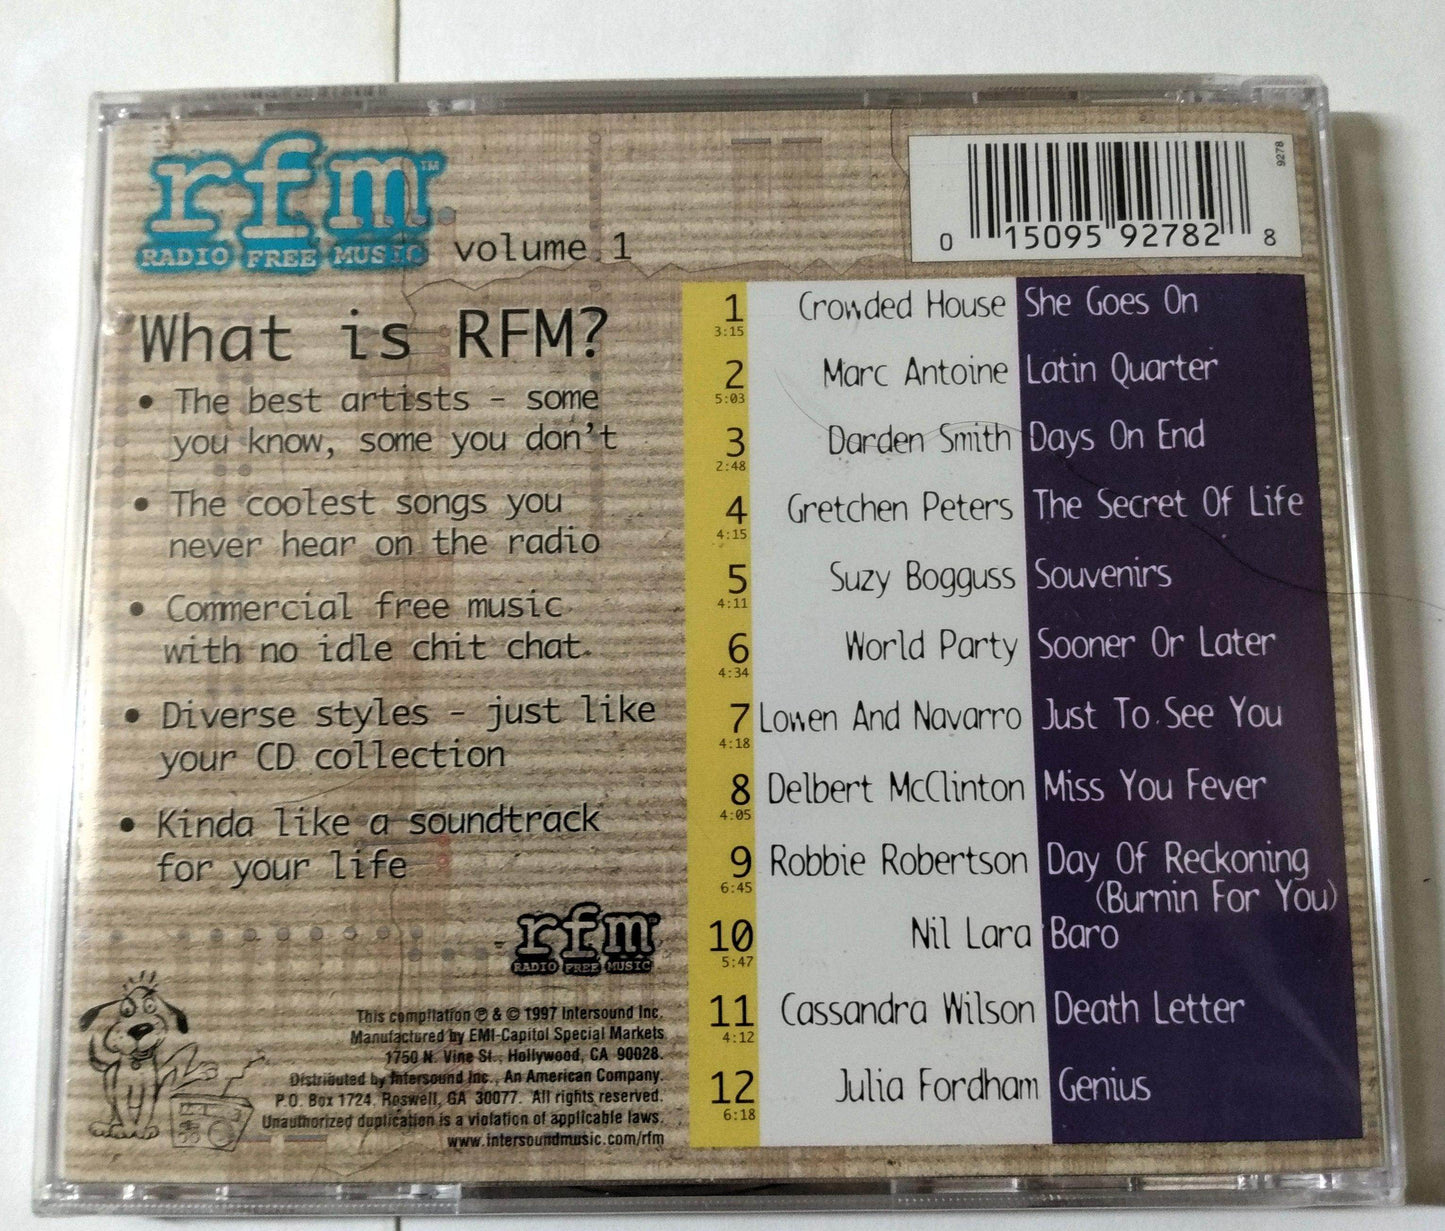 rfm™
RADIO FREE MUSIC
volume 1
9278
0 15095 92782 8
What is RFM?
• The best artists - some
you know, some you don't
• The coolest songs you
never hear on the radio
• Commercial free music
with no idle chit chat.
• Diverse styles - just like
your CD collection
• Kinda like a soundtrack
for your life
rfm
RADIO FREE MUSIC
This compilation ℗ & © 1997 Intersound Inc.
Manufactured by EMI-Capitol Special Markets
1750 N. Vine St., Hollywood, CA 90028.
Distributed by Intersound Inc., An American Company.
P.O. Box 1724, Roswell, GA 30077. All rights reserved.
Unauthorized duplication is a violation of applicable laws.
www.intersoundmusic.com/rfm
1 Crowded House She Goes On
3:15
2 Marc Antoine Latin Quarter
5:03
3 Darden Smith Days On End
2:48
4 Gretchen Peters The Secret Of Life
4:15
5 Suzy Bogguss Souvenirs
4:11
6 World Party Sooner Or Later
4:34
7 Lowen And Navarro Just To See You
4:18
8 Delbert McClinton Miss You Fever
4:05
9 Robbie Robertson Day Of Reckoning
6:45 (Burnin For You)
10 Nil Lara Baro
5:47
11 Cassandra Wilson Death Letter
4:12
12 Julia Fordham Genius
6:18